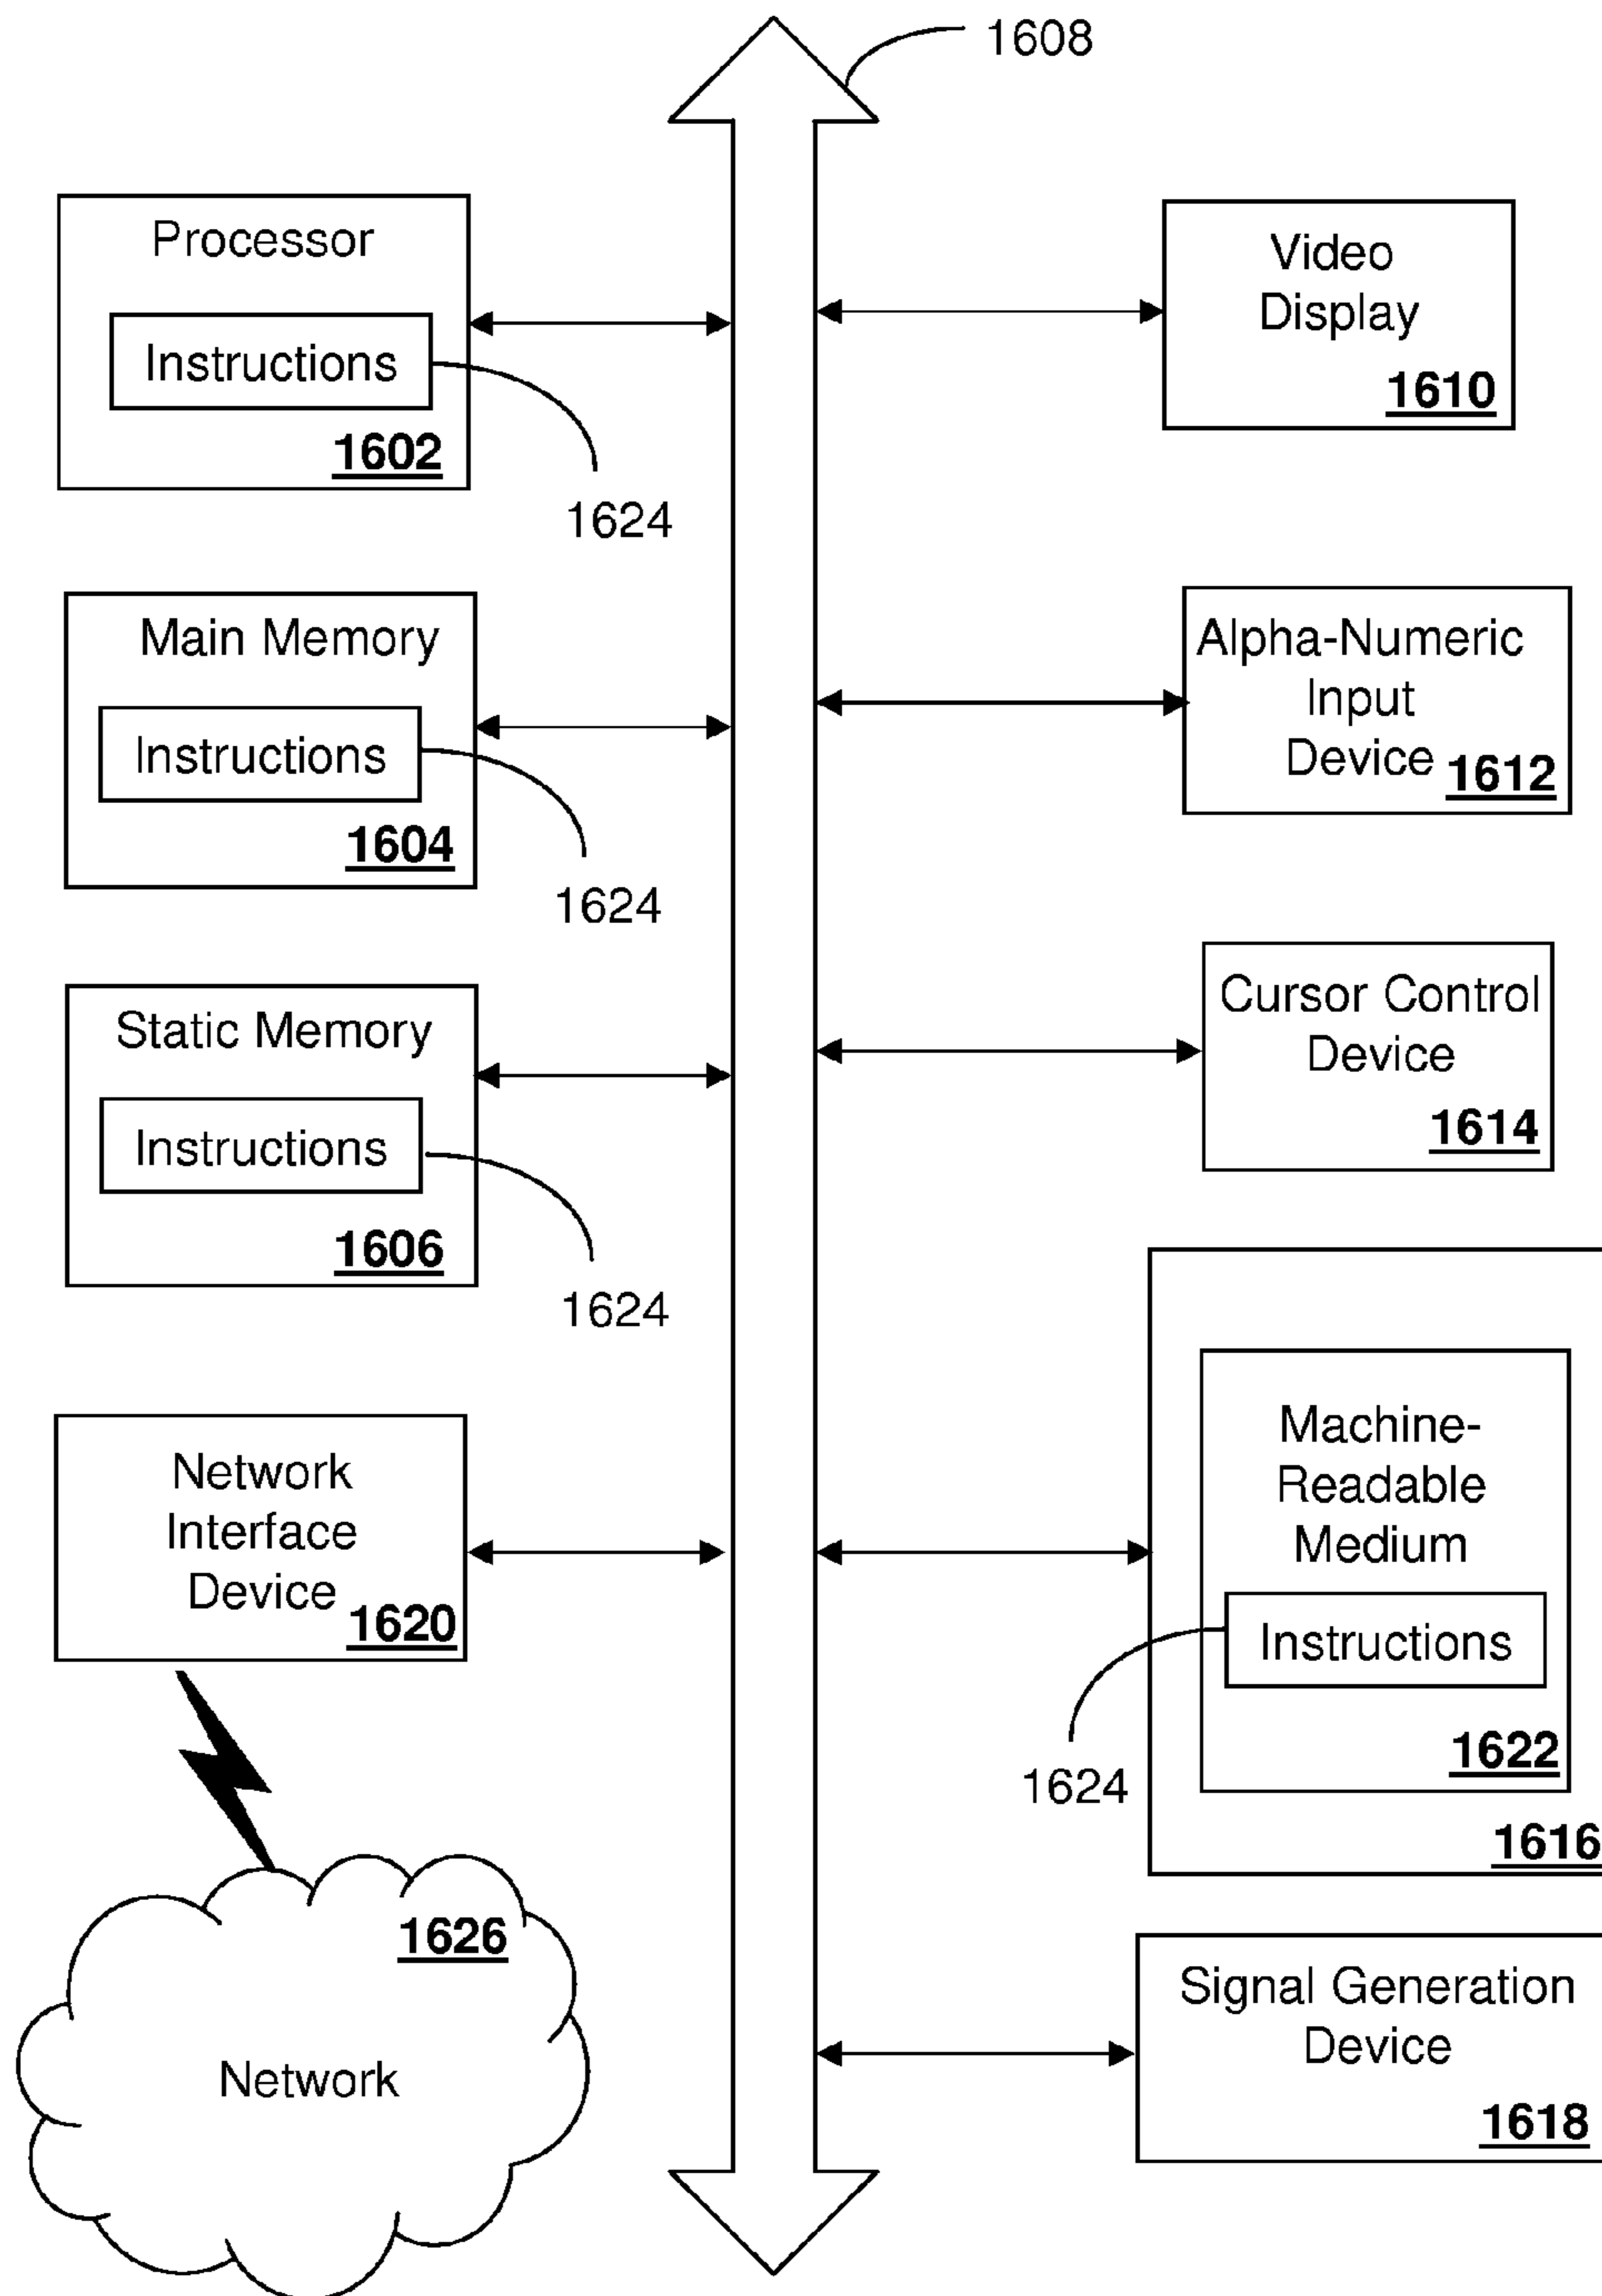 1608
Processor
Instructions
1602
1624
Main Memory
Instructions
1604
1624
Static Memory
Instructions
1606
1624
Network
Interface
Device
1620
1626
Network
Video
Display
1610
Alpha-Numeric
Input
Device 1612
Cursor Control
Device
1614
Machine-
Readable
Medium
Instructions
1622
1624
1616
Signal Generation
Device
1618